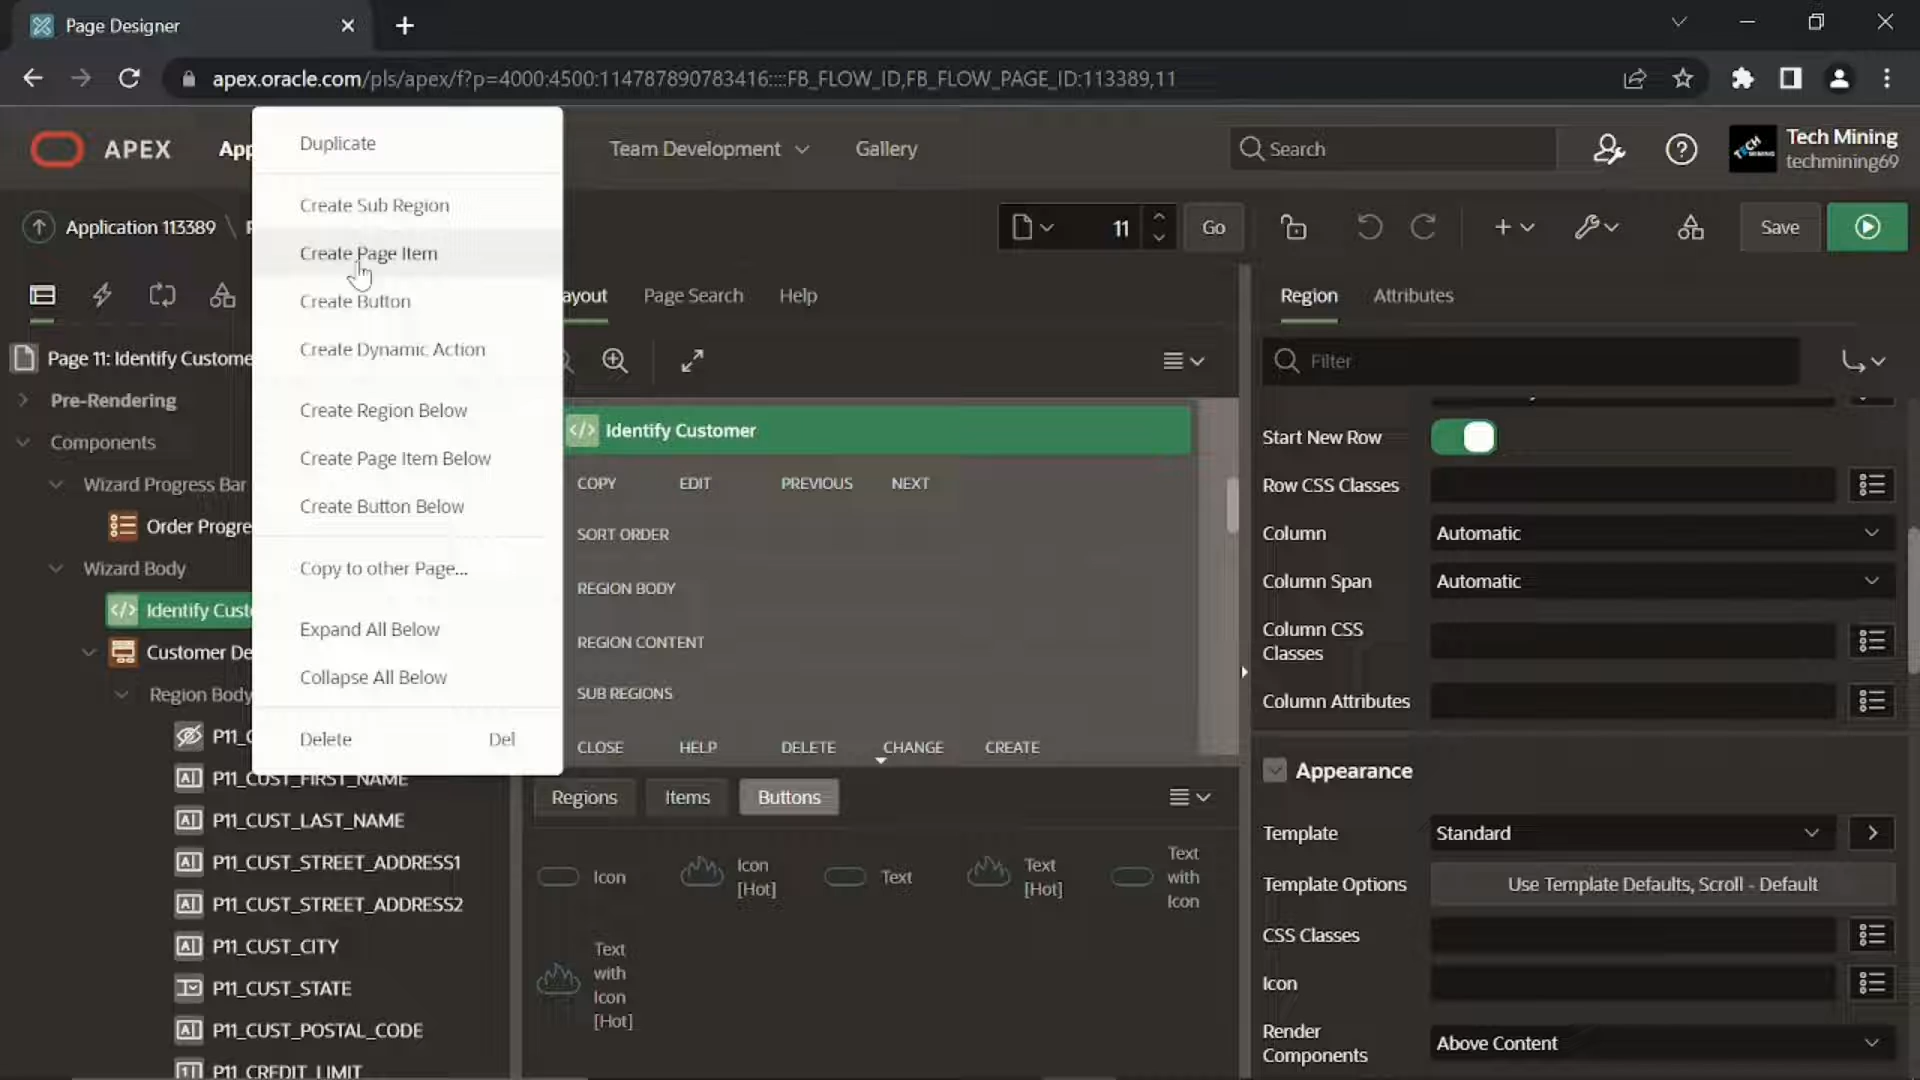 Page Designer
apex.oracle.com/pls/apex/f?p=4000:4500:114787890783416::::FB_FLOW_ID,FB_FLOW_PAGE_ID:113389,11
APEX
App
Team Development
Gallery
Search
Tech Mining
techmining69
Application 113389 \
11
Go
Save
Duplicate
Create Sub Region
Create Page Item
Create Button
Create Dynamic Action
Create Region Below
Create Page Item Below
Create Button Below
Copy to other Page...
Expand All Below
Collapse All Below
Delete Del
Page 11: Identify Custome
Pre-Rendering
Components
Wizard Progress Bar
Order Progre
Wizard Body
Identify Cust
Customer De
Region Body
P11_C
P11_CUST_FIRST_NAME
P11_CUST_LAST_NAME
P11_CUST_STREET_ADDRESS1
P11_CUST_STREET_ADDRESS2
P11_CUST_CITY
P11_CUST_STATE
P11_CUST_POSTAL_CODE
P11_CREDIT_LIMIT
ayout
Page Search
Help
Identify Customer
COPY EDIT PREVIOUS NEXT
SORT ORDER
REGION BODY
REGION CONTENT
SUB REGIONS
CLOSE HELP DELETE CHANGE CREATE
Regions Items Buttons
Icon
Icon
[Hot]
Text
Text
[Hot]
Text
with
Icon
Text
with
Icon
[Hot]
Region
Attributes
Filter
Start New Row
Row CSS Classes
Column Automatic
Column Span Automatic
Column CSS
Classes
Column Attributes
Appearance
Template Standard
Template Options Use Template Defaults, Scroll - Default
CSS Classes
Icon
Render
Components
Above Content